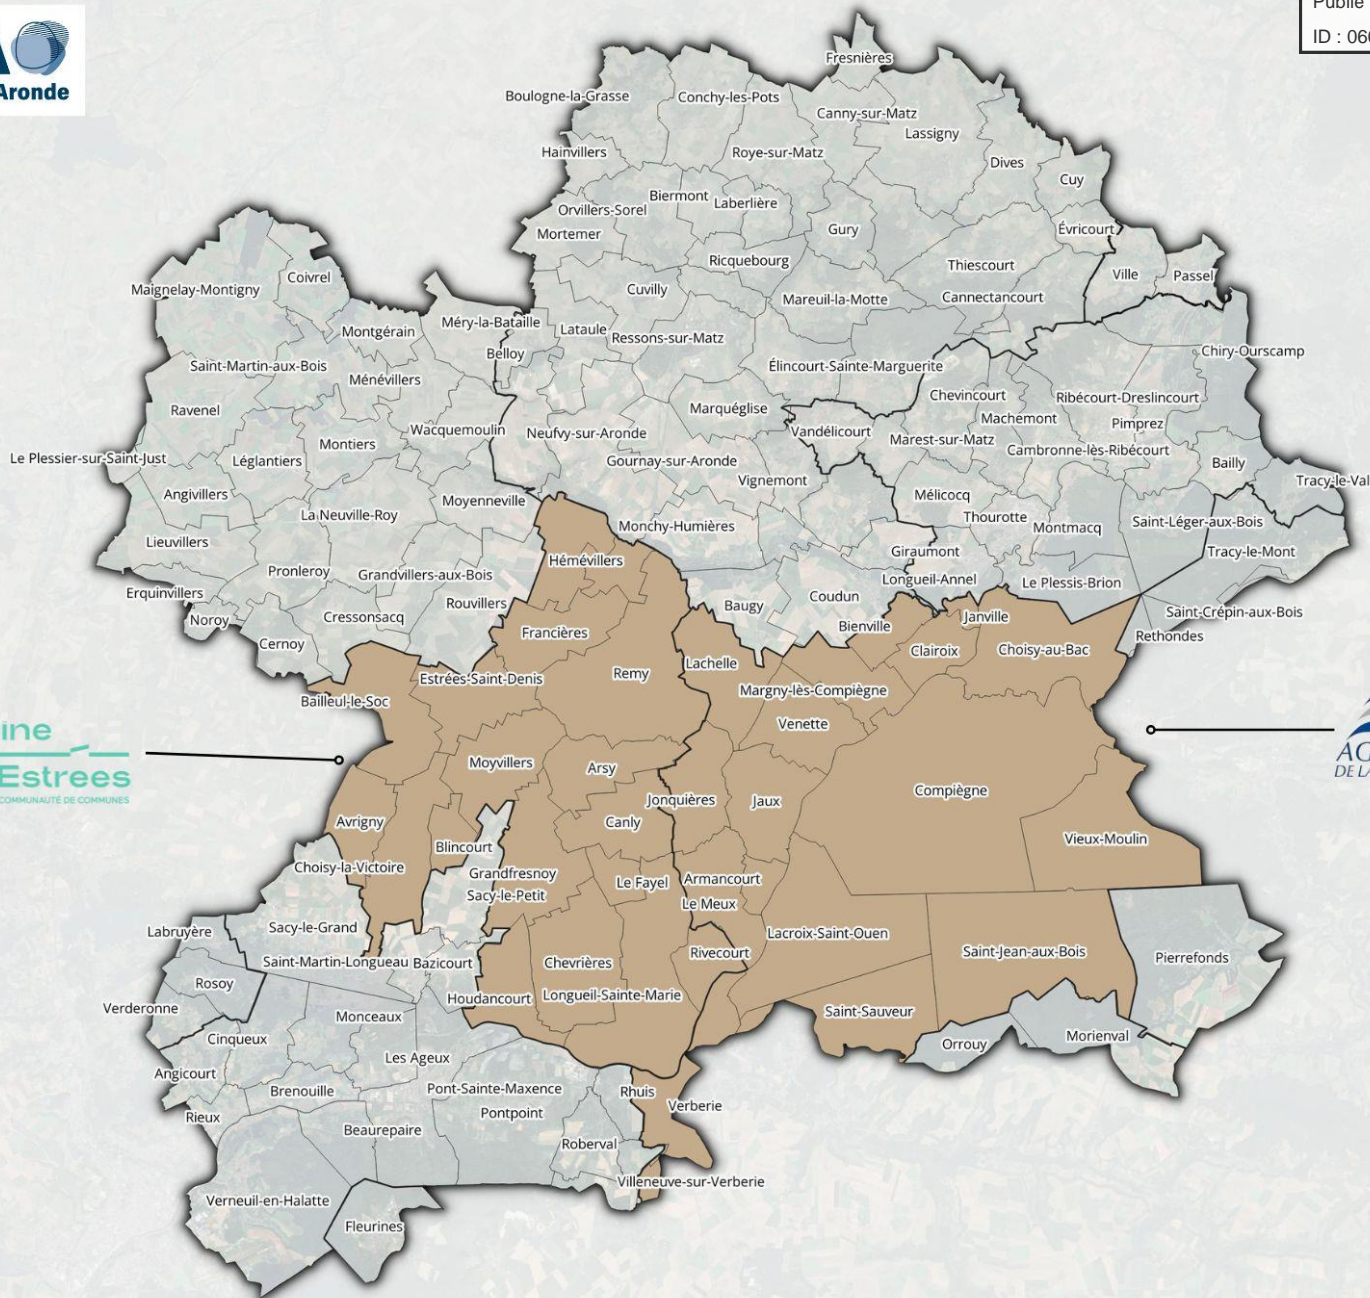 Publié
ID : 06
Aronde
Fresnières
Boulogne-la-Grasse
Conchy-les-Pots
Canny-sur-Matz
Lassigny
Hainvillers
Roye-sur-Matz
Dives
Cuy
Biermont
Laberlière
Orvillers-Sorel
Mortemer
Gury
Évricourt
Ricquebourg
Thiescourt
Ville
Passel
Coivrel
Maignelay-Montigny
Cuvilly
Mareuil-la-Motte
Cannectancourt
Méry-la-Bataille
Montgérain
Lataule
Ressons-sur-Matz
Belloy
Chiry-Ourscamp
Saint-Martin-aux-Bois
Ménévillers
Élincourt-Sainte-Marguerite
Chevincourt
Ribécourt-Dreslincourt
Ravenel
Marquéglise
Machemont
Pimprez
Wacquemoulin
Neufvy-sur-Aronde
Vandélicourt
Marest-sur-Matz
Montiers
Cambronne-lès-Ribécourt
Le Plessier-sur-Saint-Just
Léglantiers
Gournay-sur-Aronde
Bailly
Vignemont
Tracy-le-Val
Angivillers
Moyenneville
Mélicocq
La Neuville-Roy
Thourotte
Saint-Léger-aux-Bois
Monchy-Humières
Montmacq
Lieuvillers
Giraumont
Tracy-le-Mont
Hémévillers
Pronleroy
Grandvillers-aux-Bois
Longueil-Annel
Le Plessis-Brion
Erquinvillers
Coudun
Rouvillers
Baugy
Saint-Crépin-aux-Bois
Noroy
Cressonsacq
Janville
Bienville
Francières
Rethondes
Cernoy
Clairoix
Choisy-au-Bac
Lachelle
Remy
Estrées-Saint-Denis
Margny-lès-Compiègne
Bailleul-le-Soc
Venette
ine
Estrees
COMMUNAUTÉ DE COMMUNES
AG
DE LA
Moyvillers
Arsy
Compiègne
Jonquières
Jaux
Avrigny
Canly
Vieux-Moulin
Blincourt
Choisy-la-Victoire
Grandfresnoy
Le Fayel
Armancourt
Sacy-le-Petit
Le Meux
Labruyère
Sacy-le-Grand
Lacroix-Saint-Ouen
Rivecourt
Saint-Jean-aux-Bois
Pierrefonds
Saint-Martin-Longueau
Bazicourt
Chevrières
Rosoy
Houdancourt
Longueil-Sainte-Marie
Verderonne
Saint-Sauveur
Monceaux
Morienval
Cinqueux
Orrouy
Les Ageux
Angicourt
Brenouille
Pont-Sainte-Maxence
Rhuis
Verberie
Pontpoint
Rieux
Beaurepaire
Roberval
Villeneuve-sur-Verberie
Verneuil-en-Halatte
Fleurines